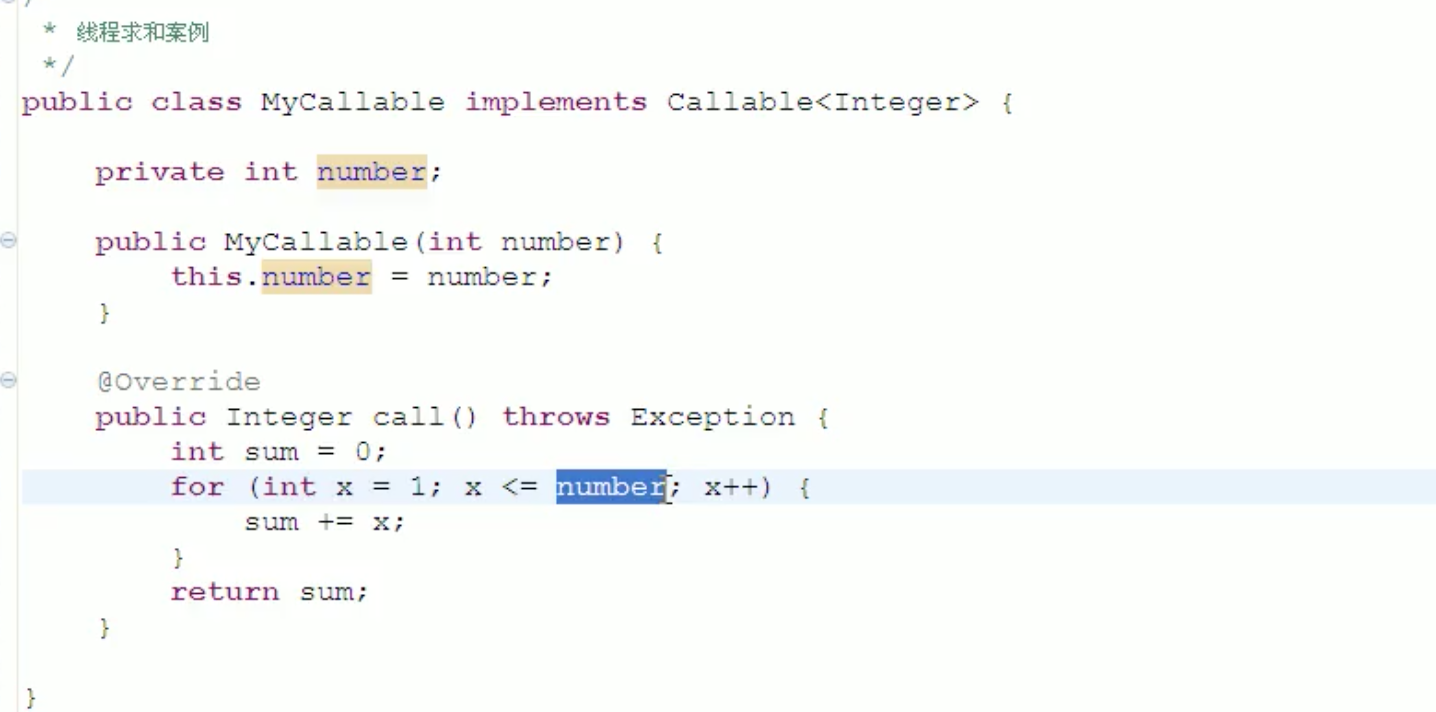 * 线程求和案例
*/
public class MyCallable implements Callable<Integer> {
private int number;
public MyCallable(int number) {
this.number = number;
}
@Override
public Integer call() throws Exception {
int sum = 0;
for (int x = 1; x <= number; x++) {
sum += x;
}
return sum;
}
}